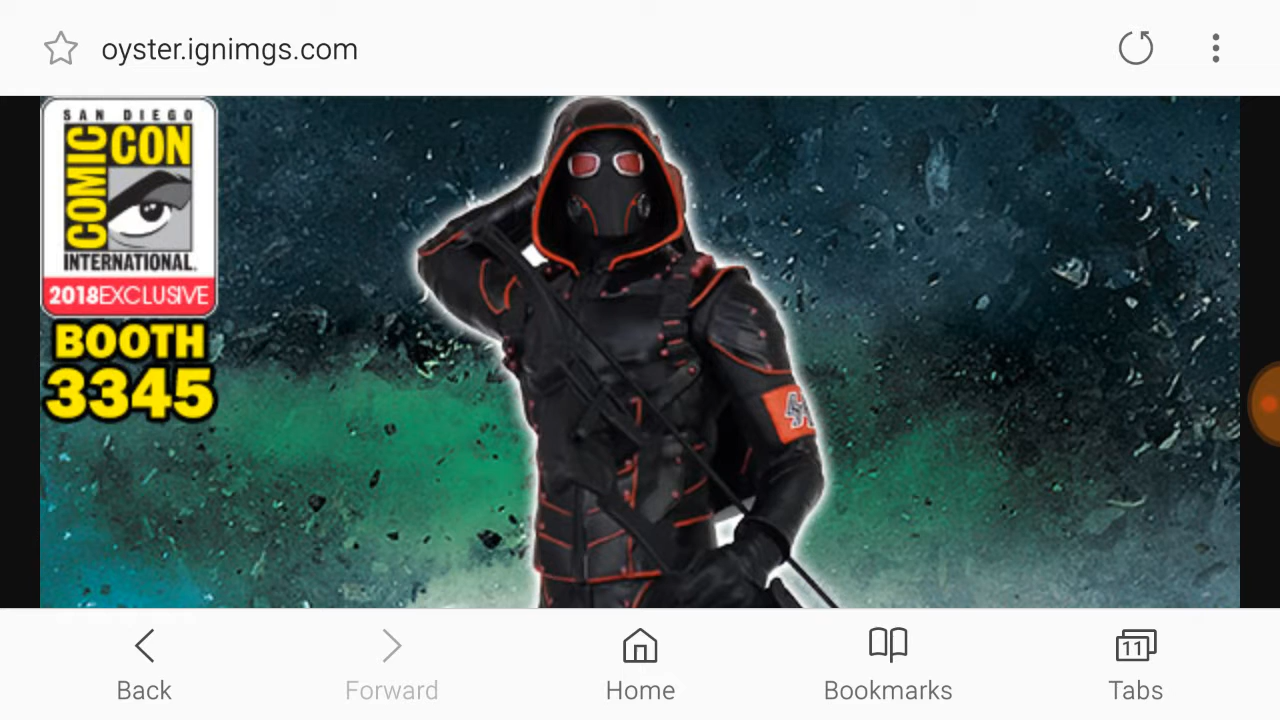 oyster.ignimgs.com
SAN DIEGO
COMIC CON
INTERNATIONAL.
2018EXCLUSIVE
BOOTH
3345
Back
Forward
Home
Bookmarks
11
Tabs